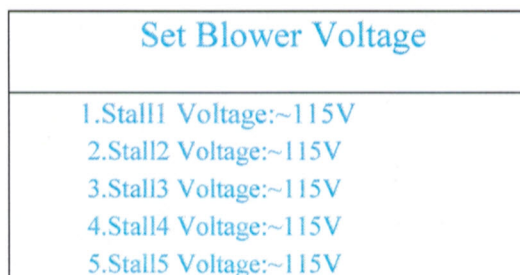 Set Blower Voltage
1.Stall1 Voltage:~115V
2.Stall2 Voltage:~115V
3.Stall3 Voltage:~115V
4.Stall4 Voltage:~115V
5.Stall5 Voltage:~115V